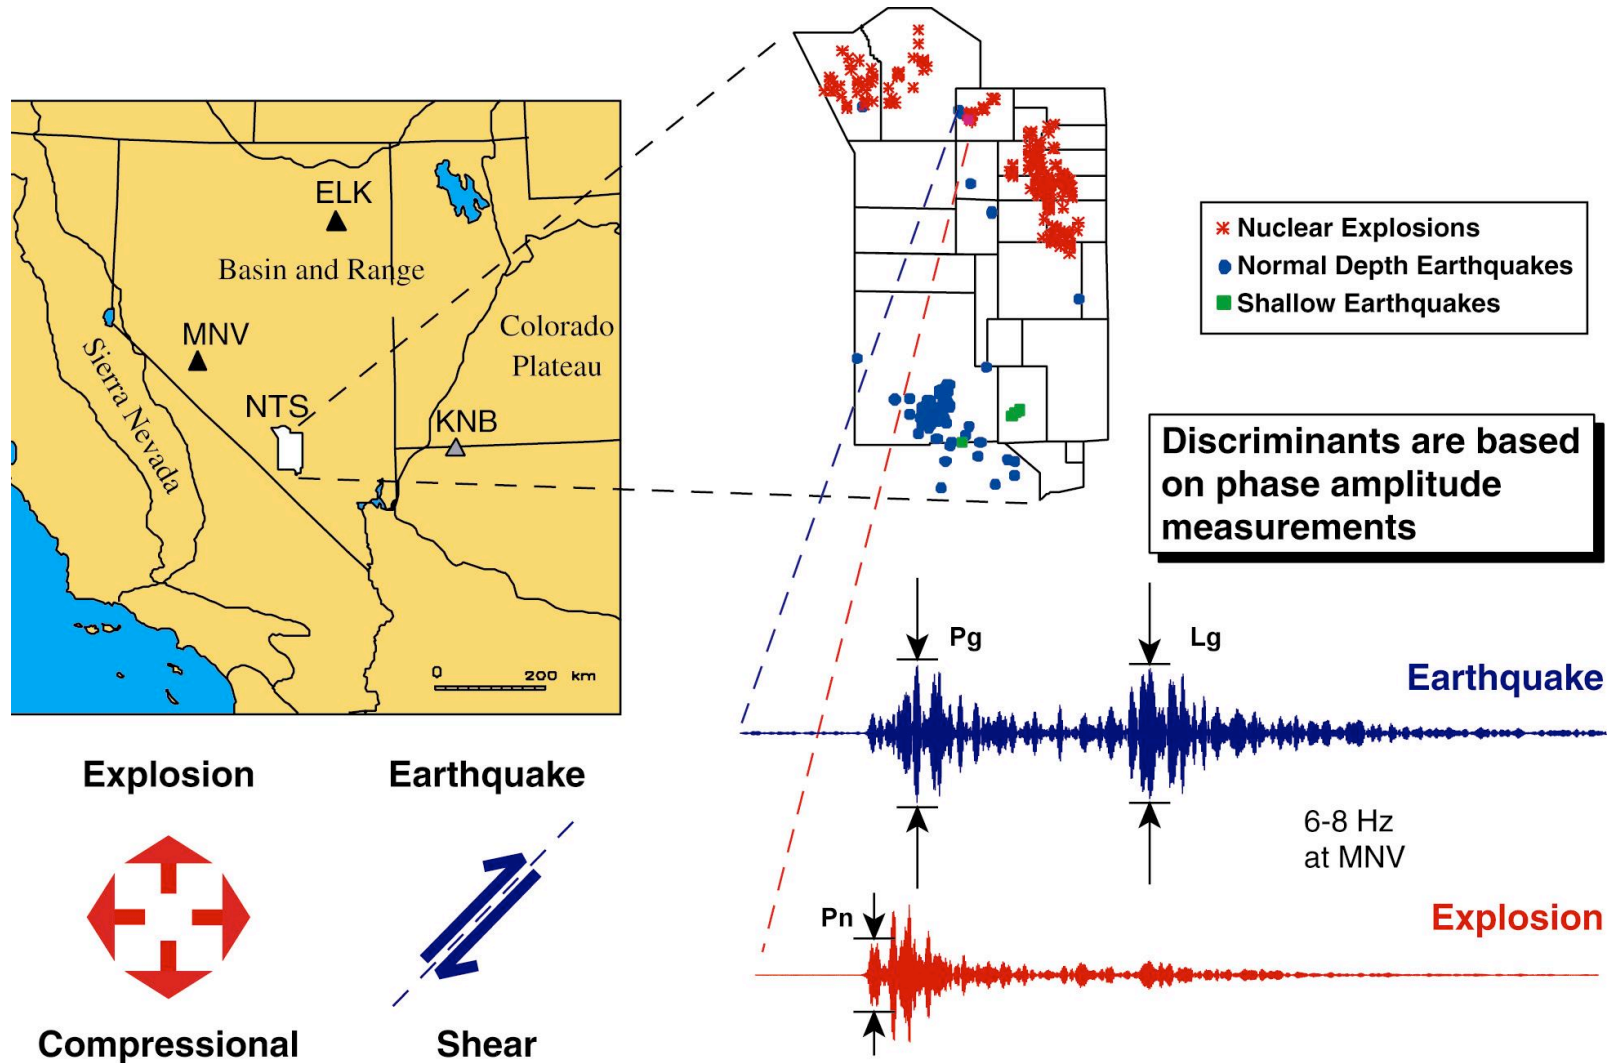 ELK
Basin and Range
MNV
Sierra Nevada
Colorado
Plateau
NTS
KNB
0 200 km
Nuclear Explosions
Normal Depth Earthquakes
Shallow Earthquakes
Discriminants are based
on phase amplitude
measurements
Pg
Lg
Earthquake
6-8 Hz
at MNV
Pn
Explosion
Explosion
Earthquake
Compressional
Shear